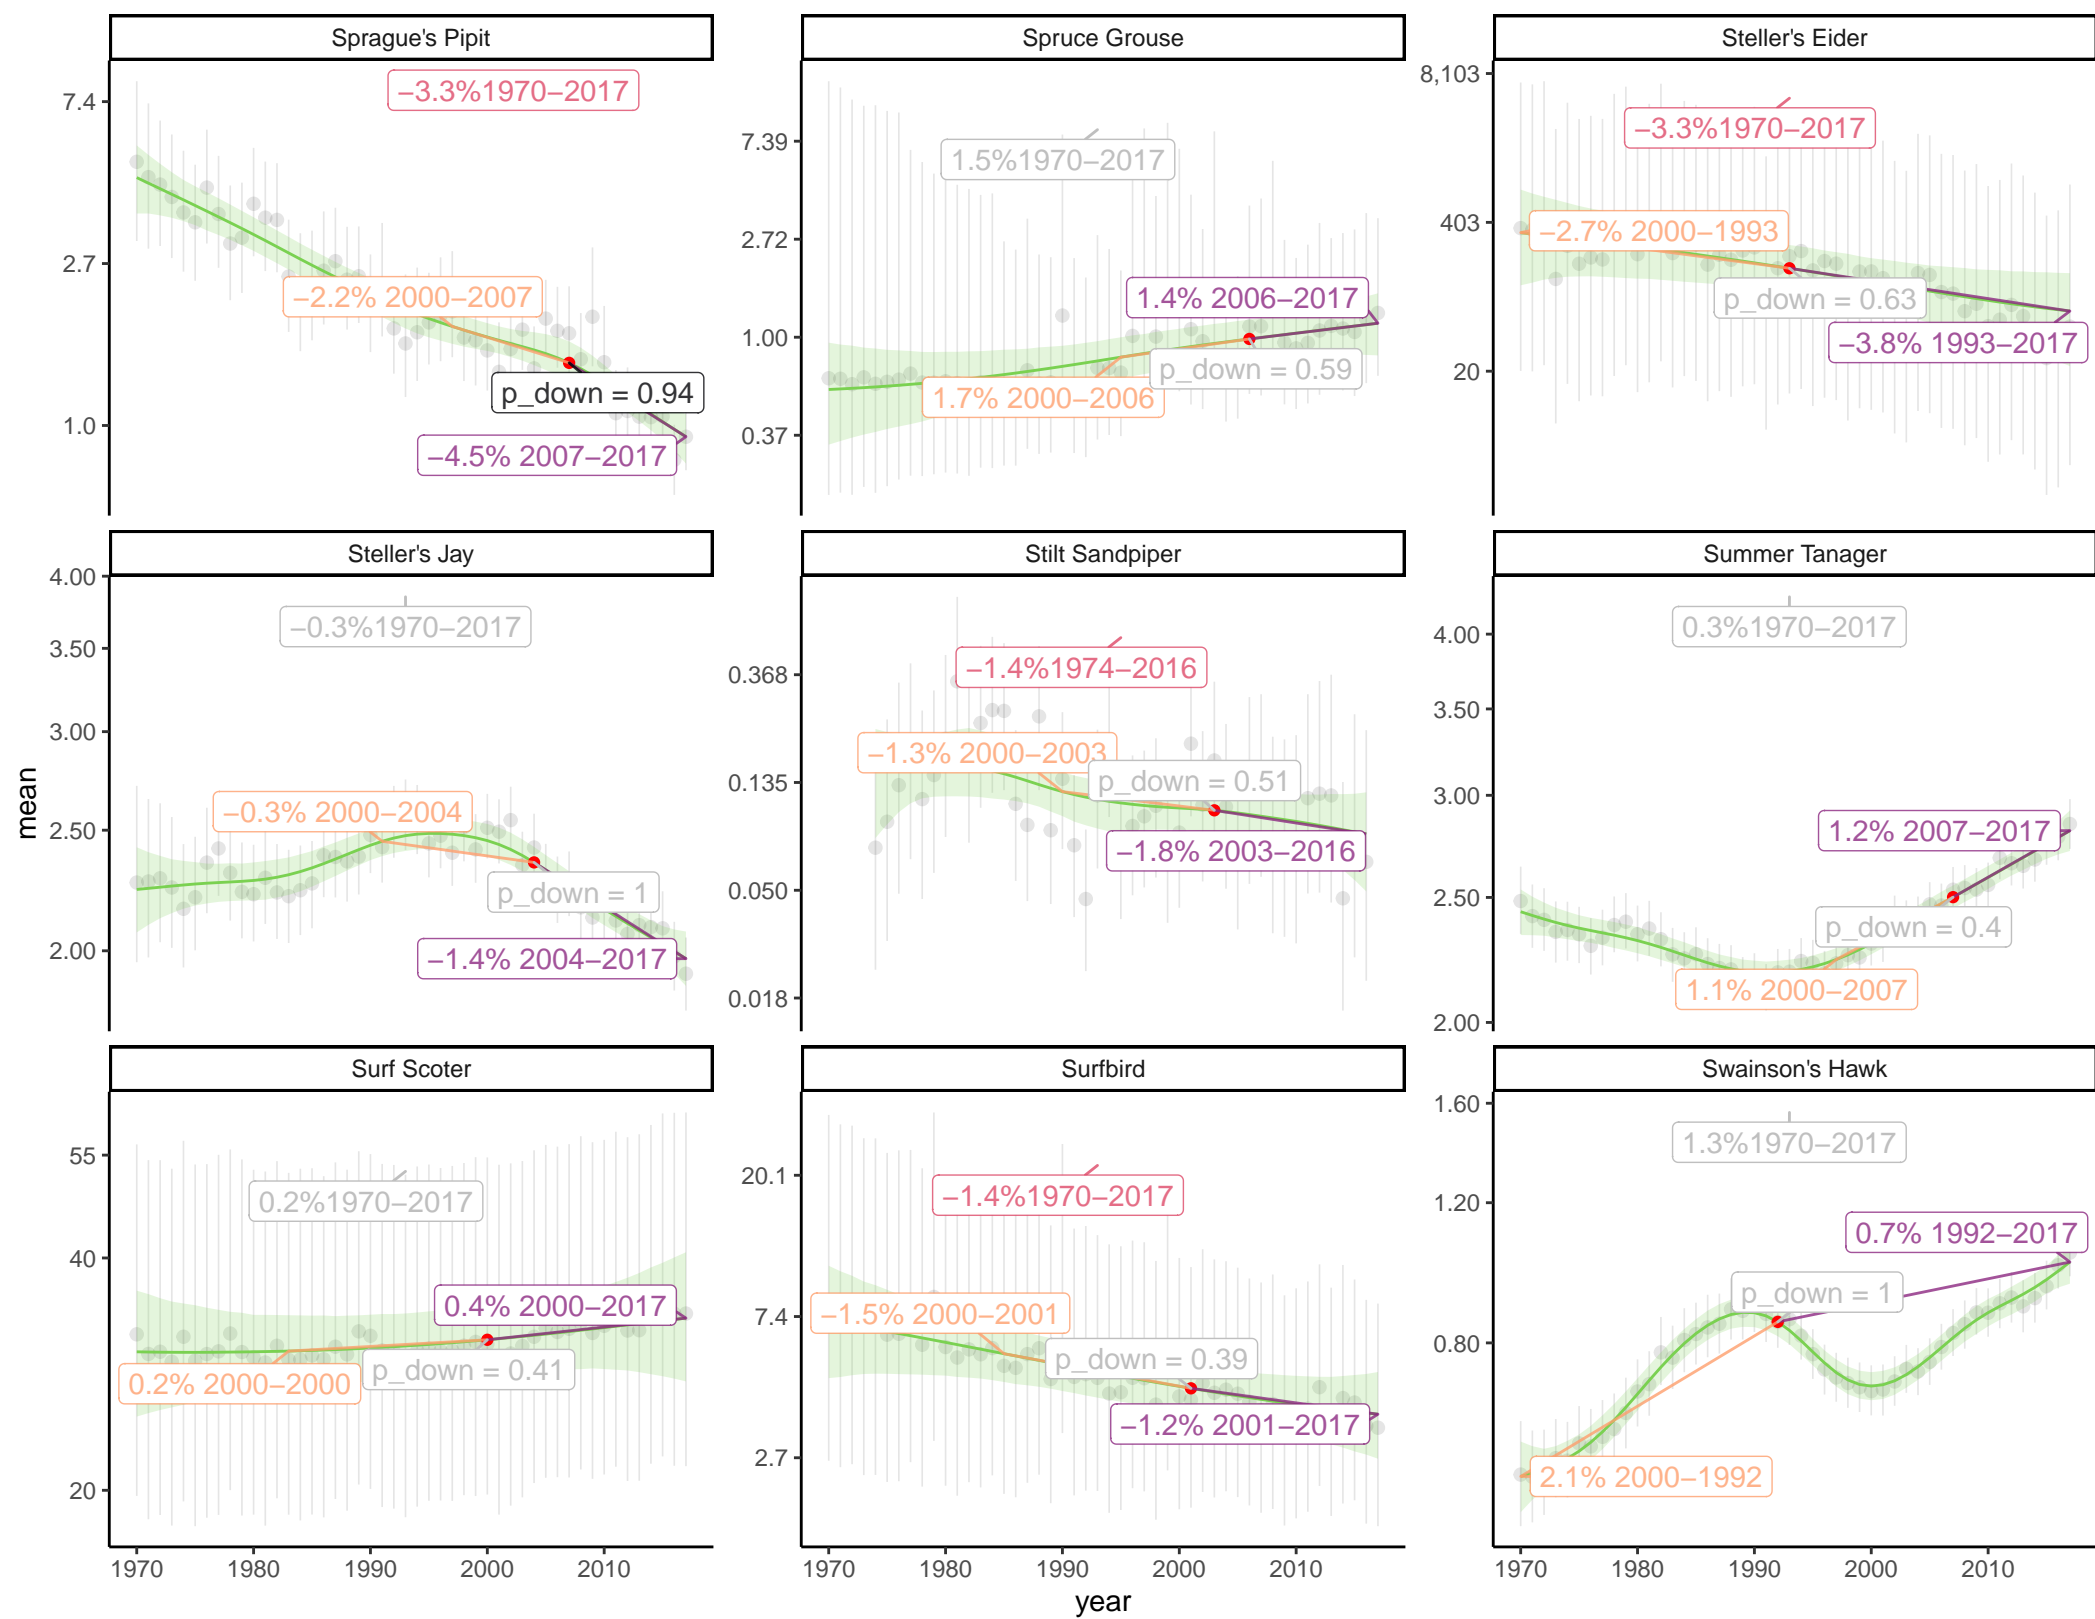 Sprague's Pipit
7.4
2.7
1.0
−3.3%1970−2017
−2.2% 2000−2007
p_down = 0.94
−4.5% 2007−2017
Spruce Grouse
7.39
2.72
1.00
0.37
1.5%1970−2017
1.4% 2006−2017
p_down = 0.59
1.7% 2000−2006
Steller's Eider
8,103
403
20
−3.3%1970−2017
−2.7% 2000−1993
p_down = 0.63
−3.8% 1993−2017
mean
Steller's Jay
4.00
3.50
3.00
2.50
2.00
−0.3%1970−2017
−0.3% 2000−2004
p_down = 1
−1.4% 2004−2017
Stilt Sandpiper
0.368
0.135
0.050
0.018
−1.4%1974−2016
−1.3% 2000−2003
p_down = 0.51
−1.8% 2003−2016
Summer Tanager
4.00
3.50
3.00
2.50
2.00
0.3%1970−2017
1.2% 2007−2017
p_down = 0.4
1.1% 2000−2007
Surf Scoter
55
40
20
0.2%1970−2017
0.4% 2000−2017
p_down = 0.41
0.2% 2000−2000
1970 1980 1990 2000 2010
Surfbird
20.1
7.4
2.7
−1.4%1970−2017
−1.5% 2000−2001
p_down = 0.39
−1.2% 2001−2017
1970 1980 1990 2000 2010
Swainson's Hawk
1.60
1.20
0.80
1.3%1970−2017
0.7% 1992−2017
p_down = 1
2.1% 2000−1992
1970 1980 1990 2000 2010
year